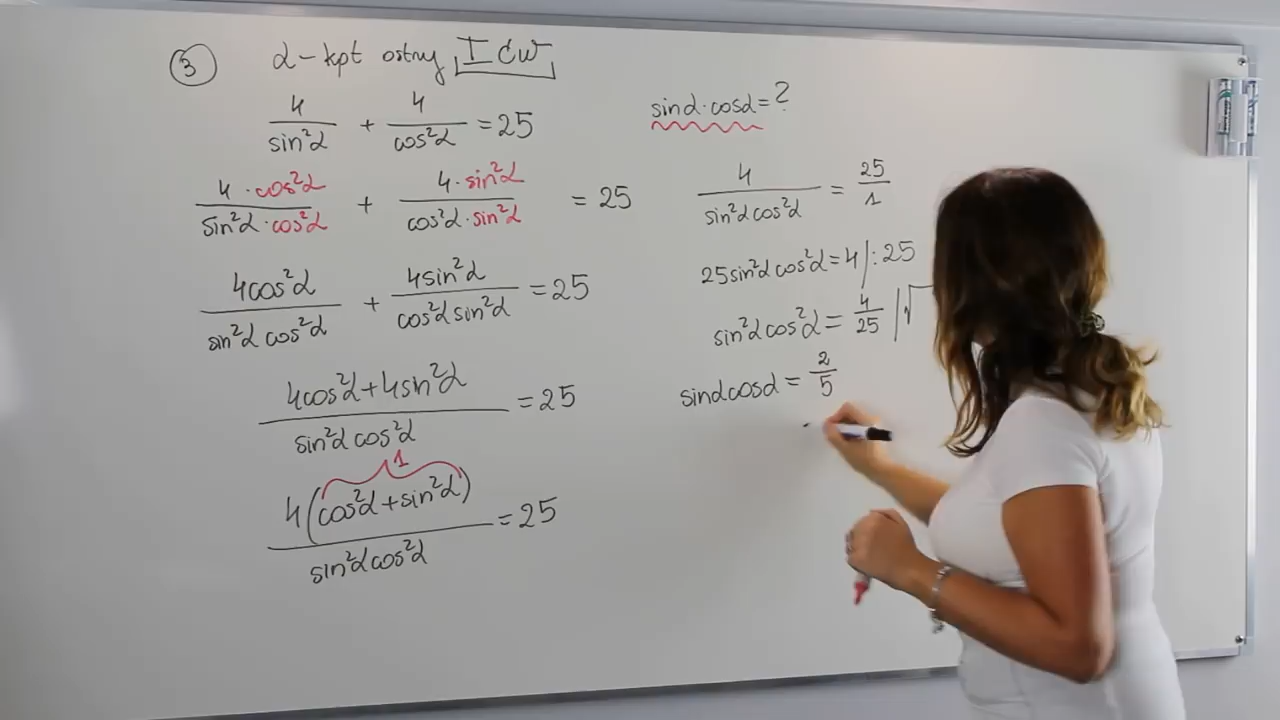 ③ α-kąt ostry I ćw
4/sin²α + 4/cos²α = 25
4·cos²α/sin²α·cos²α + 4·sin²α/cos²α·sin²α = 25
4cos²α/sin²α cos²α + 4sin²α/cos²α sin²α = 25
4cos²α+4sin²α/sin²α cos²α = 25
1
4(cos²α+sin²α)/sin²α cos²α = 25
sinα·cosα=?
4/sin²α cos²α = 25/1
25sin²α cos²α=4/:25
sin²α cos²α = 4/25 |√
sinα cosα = 2/5